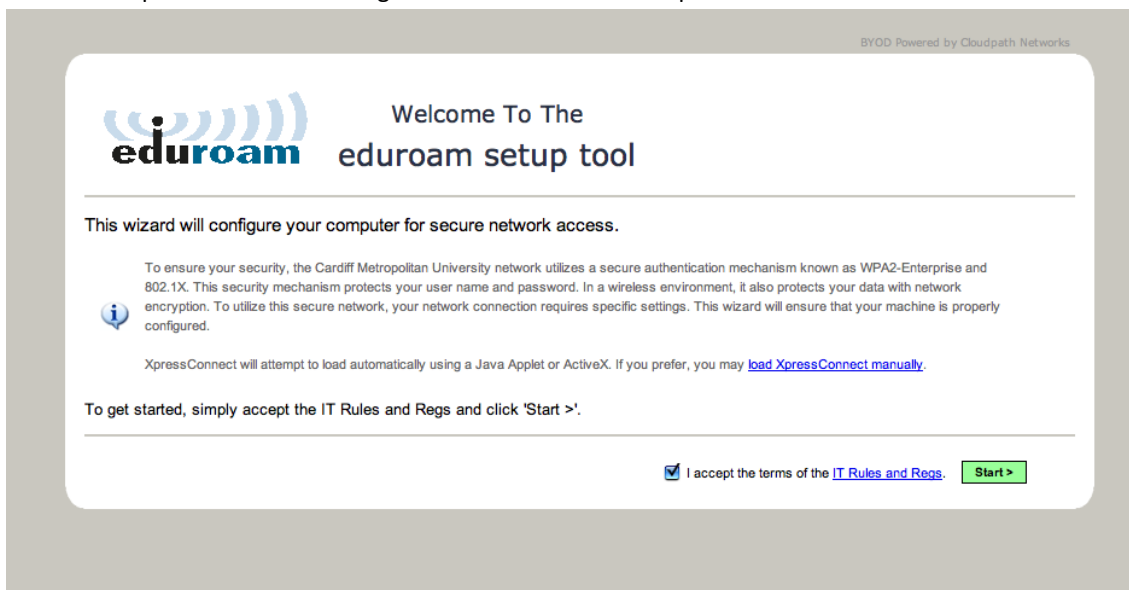 BYOD Powered by Cloudpath Networks
eduroam
Welcome To The
eduroam setup tool
This wizard will configure your computer for secure network access.
To ensure your security, the Cardiff Metropolitan University network utilizes a secure authentication mechanism known as WPA2-Enterprise and
802.1X. This security mechanism protects your user name and password. In a wireless environment, it also protects your data with network
encryption. To utilize this secure network, your network connection requires specific settings. This wizard will ensure that your machine is properly
configured.
XpressConnect will attempt to load automatically using a Java Applet or ActiveX. If you prefer, you may load XpressConnect manually.
To get started, simply accept the IT Rules and Regs and click 'Start >'.
I accept the terms of the IT Rules and Regs. Start >